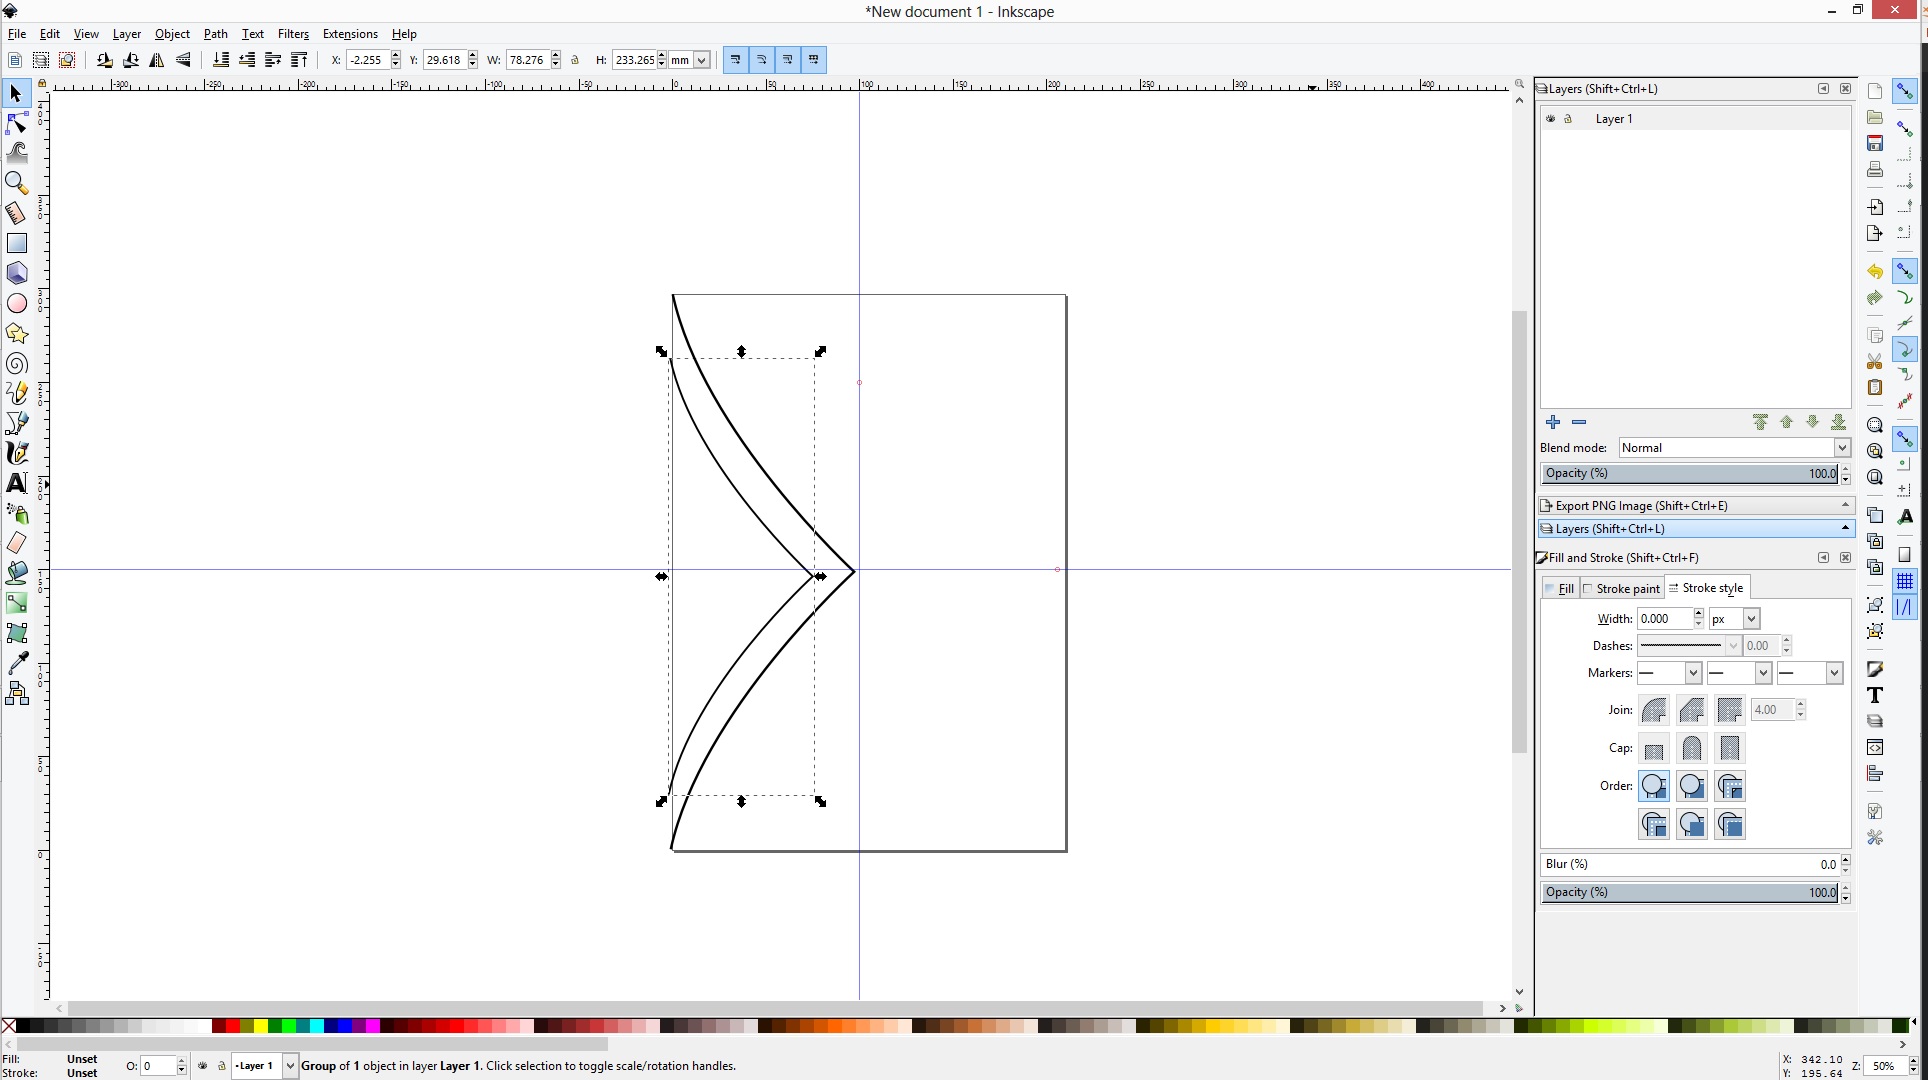 *New document 1 - Inkscape
File Edit View Layer Object Path Text Filters Extensions Help
X: -2.255 Y: 29.618 W: 78.276 H: 233.265 mm
-300 -250 -200 -150 -100 -50 0 50 100 150 200 250 300 350 400
Layers (Shift+Ctrl+L)
Layer 1
Blend mode: Normal
Opacity (%) 100.0
Export PNG Image (Shift+Ctrl+E)
Layers (Shift+Ctrl+L)
Fill and Stroke (Shift+Ctrl+F)
Fill Stroke paint Stroke style
Width: 0.000 px
Dashes: 0.00
Markers:
Join: 4.00
Cap:
Order:
Blur (%) 0.0
Opacity (%) 100.0
Fill: Unset
Stroke: Unset
O: 0
•Layer 1
Group of 1 object in layer Layer 1. Click selection to toggle scale/rotation handles.
X: 342.10
Y: 195.64
Z: 50%